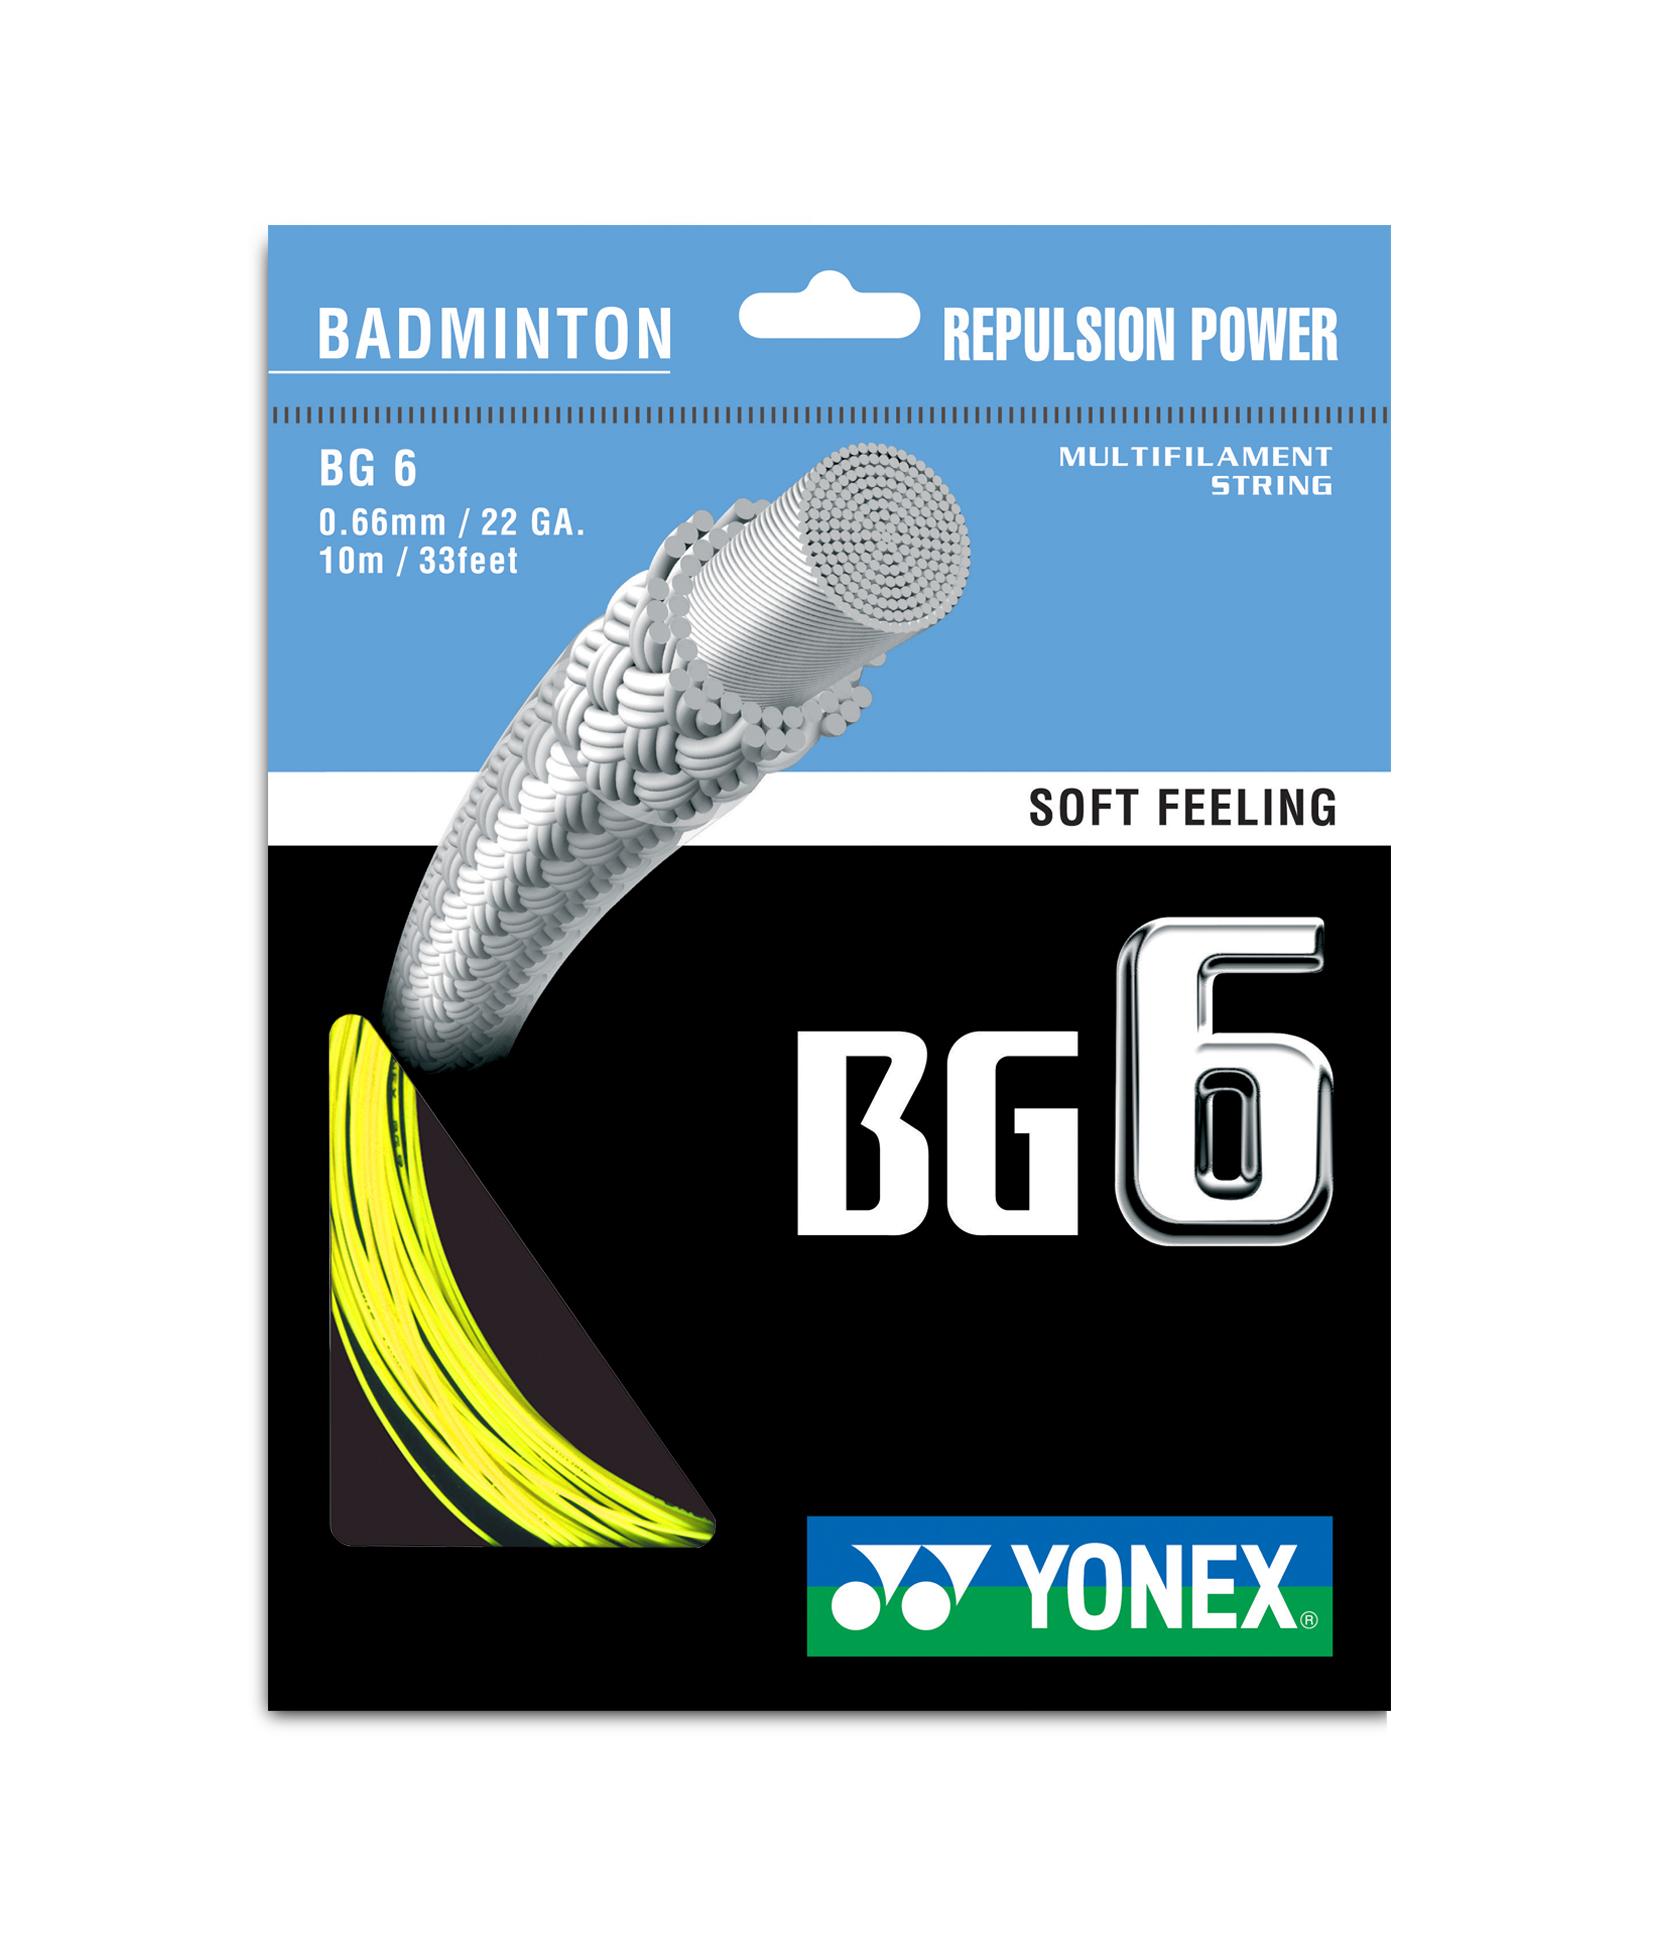 BADMINTON
REPULSION POWER
BG 6
0.66mm / 22 GA.
10m / 33feet
MULTIFILAMENT
STRING
SOFT FEELING
BG6
YONEX®